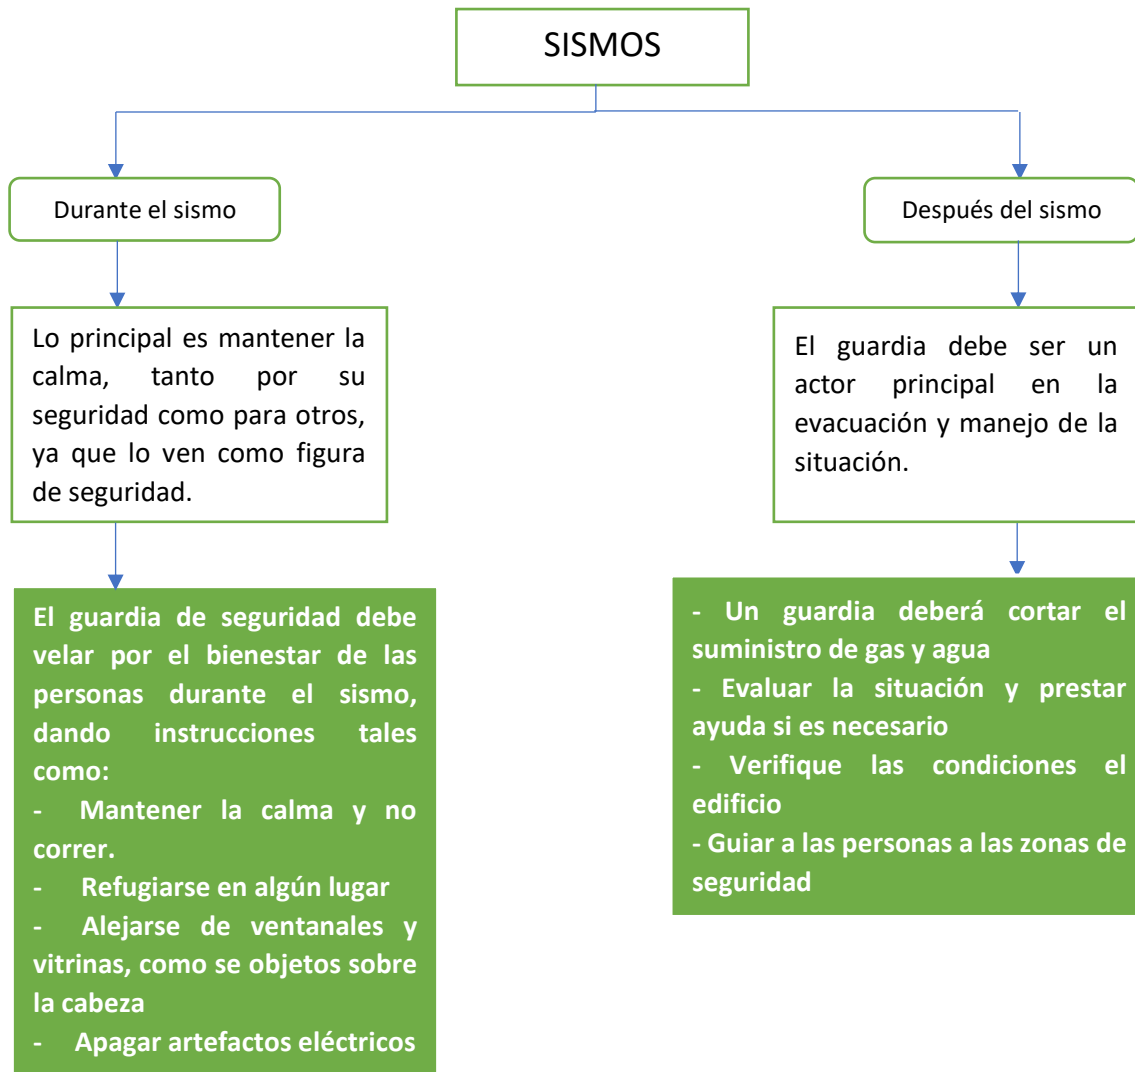 SISMOS
Durante el sismo
Lo principal es mantener la
calma, tanto por su
seguridad como para otros,
ya que lo ven como figura
de seguridad.
El guardia de seguridad debe
velar por el bienestar de las
personas durante el sismo,
dando instrucciones tales
como:
- Mantener la calma y no
correr.
- Refugiarse en algún lugar
- Alejarse de ventanales y
vitrinas, como se objetos sobre
la cabeza
- Apagar artefactos eléctricos
Después del sismo
El guardia debe ser un
actor principal en la
evacuación y manejo de la
situación.
- Un guardia deberá cortar el
suministro de gas y agua
- Evaluar la situación y prestar
ayuda si es necesario
- Verifique las condiciones el
edificio
- Guiar a las personas a las zonas de
seguridad